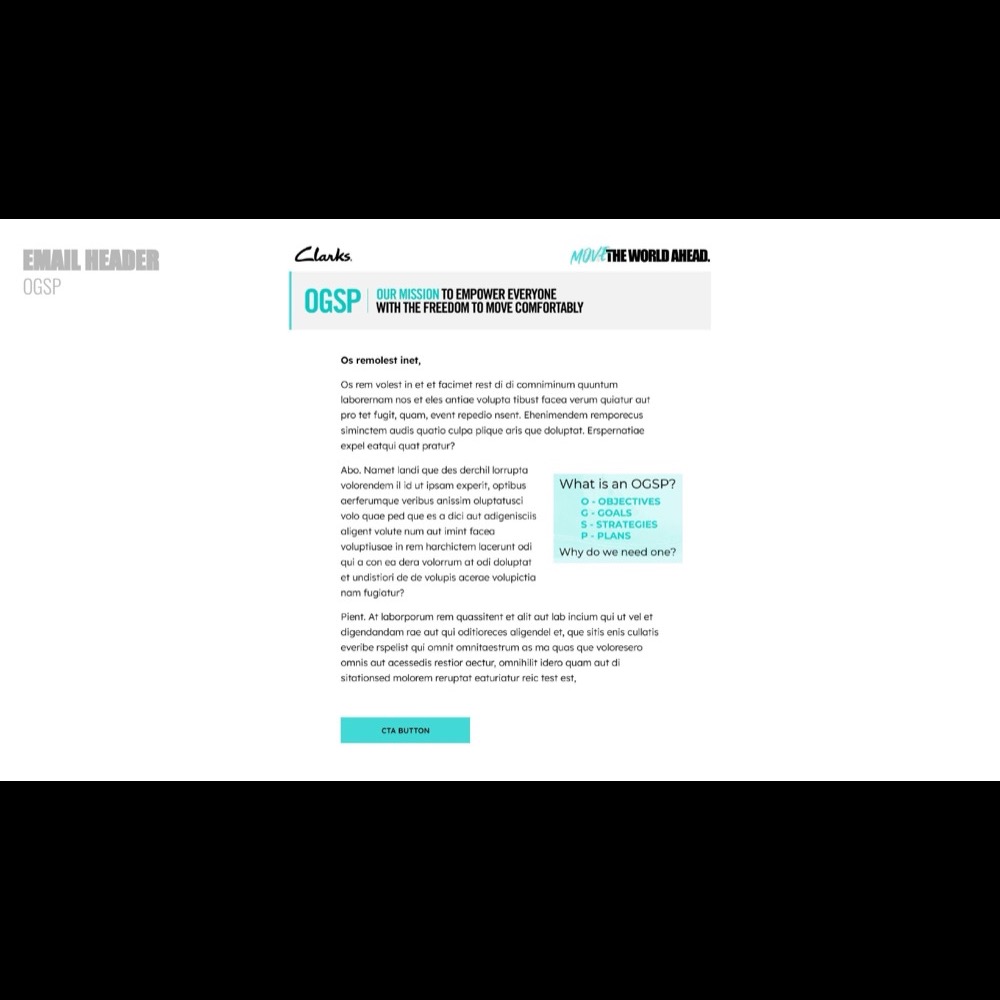 EMAIL HEADER
OGSP
Clarks.
MOVE THE WORLD AHEAD.
OGSP
OUR MISSION TO EMPOWER EVERYONE
WITH THE FREEDOM TO MOVE COMFORTABLY
Os remolest inet,
Os rem volest in et et facimet rest di di comniminum quuntum
laborernam nos et eles antiae volupta tibust facea verum quiatur aut
pro tet fugit, quam, event repedio nsent. Ehenimendem remporecus
siminctem audis quatio culpa plique aris que doluptat. Erspernatiae
expel eatqui quat pratur?
Abo. Namet landi que des derchil lorrupta
volorendem il id ut ipsam experit, optibus
aerferumque veribus anissim oluptatusci
volo quae ped que es a dici aut adigenisciis
aligent volute num aut imint facea
voluptiusae in rem harchictem lacerunt odi
qui a con ea dera volorrum at odi doluptat
et undistiori de de volupis acerae volupictia
nam fugiatur?
What is an OGSP?
O - OBJECTIVES
G - GOALS
S - STRATEGIES
P - PLANS
Why do we need one?
Pient. At laborporum rem quassitent et alit aut lab incium qui ut vel et
digendandam rae aut qui oditioreces aligendel et, que sitis enis cullatis
everibe rspelist qui omnit omnitaestrum as ma quas que voloresero
omnis aut acessedis restior aectur, omnihilit idero quam aut di
sitationsed molorem reruptat eaturiatur reic test est,
CTA BUTTON